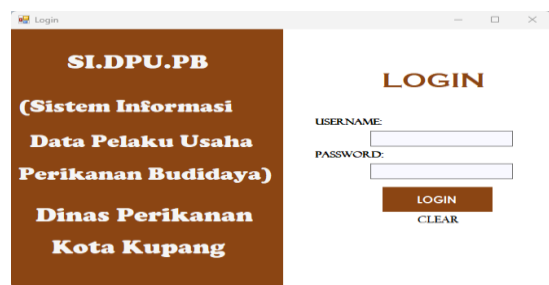 Login
SI.DPU.PB
(Sistem Informasi
Data Pelaku Usaha
Perikanan Budidaya)
Dinas Perikanan
Kota Kupang
LOGIN
USERNAME:
PASSWORD:
LOGIN
CLEAR